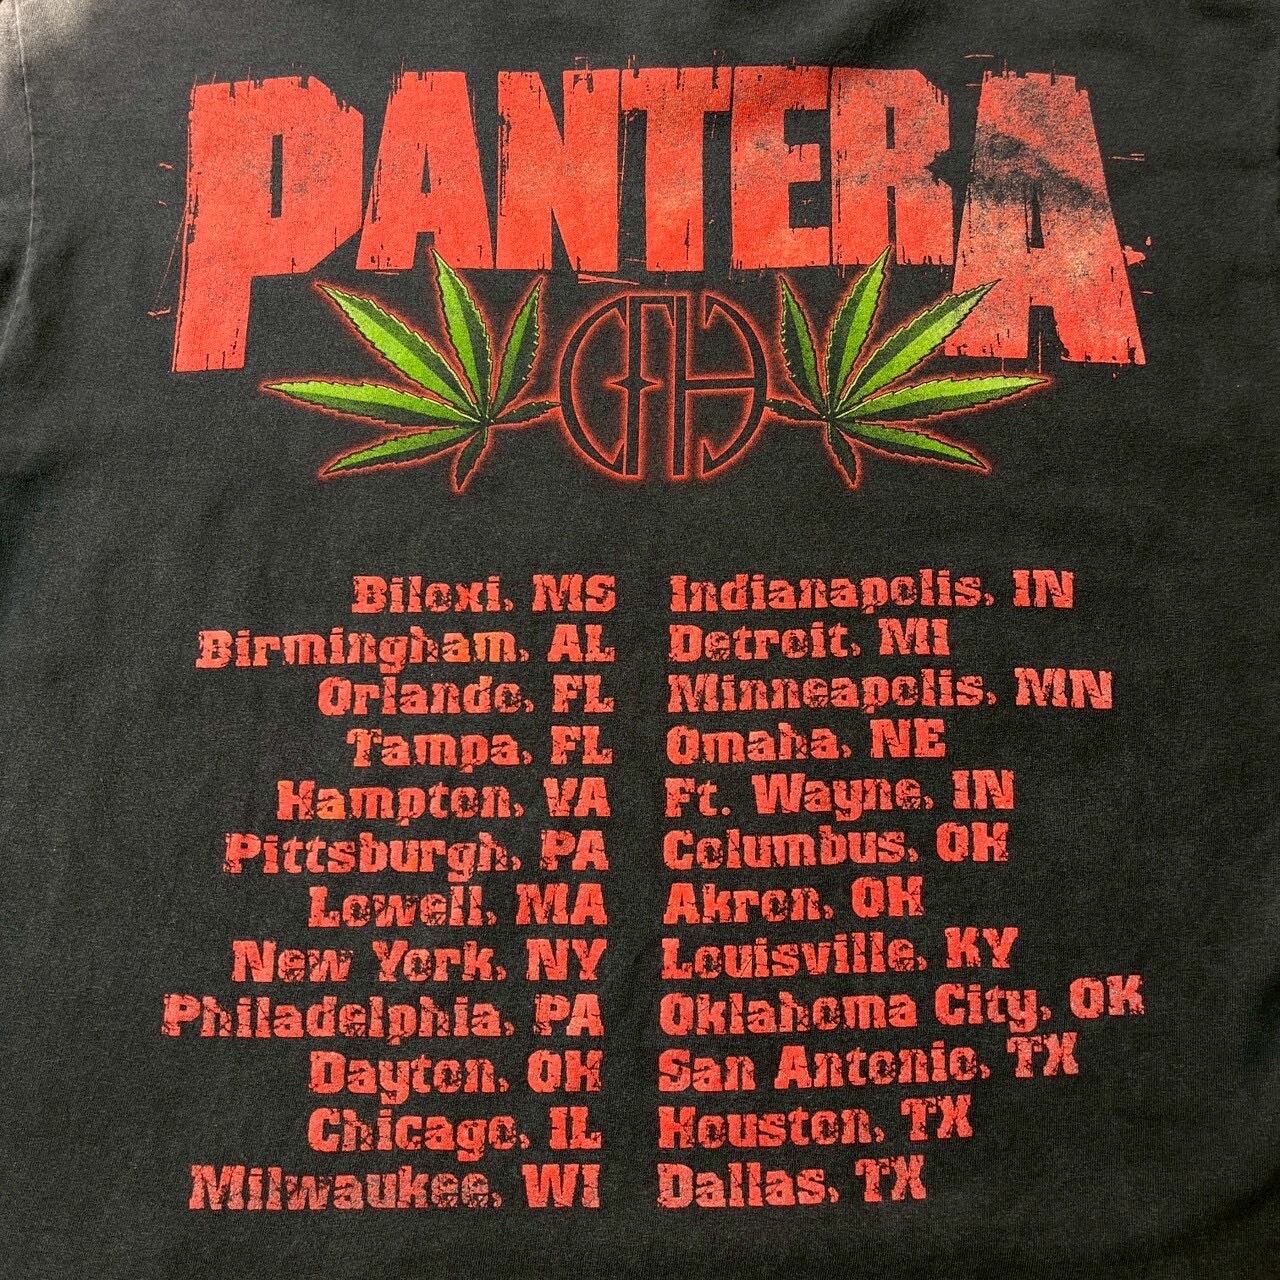 PANTERA
CFH
Biloxi, MS
Birmingham, AL
Orlando, FL
Tampa, FL
Hampton, VA
Pittsburgh, PA
Lowell, MA
New York, NY
Philadelphia, PA
Dayton, OH
Chicago, IL
Milwaukee, WI
Indianapolis, IN
Detroit, MI
Minneapolis, MN
Omaha, NE
Ft. Wayne, IN
Columbus, OH
Akron, OH
Louisville, KY
Oklahoma City, OK
San Antonio, TX
Houston, TX
Dallas, TX